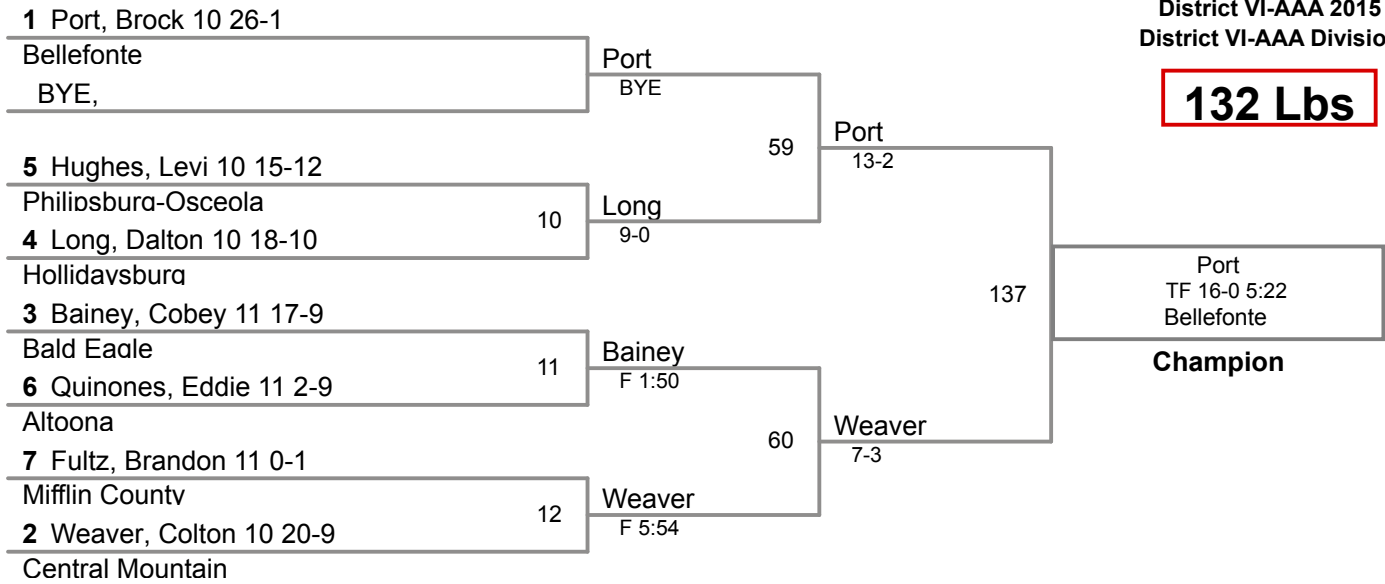 District VI-AAA 2015
District VI-AAA Divisio
132 Lbs
1 Port, Brock 10 26-1
Bellefonte
BYE,
5 Hughes, Levi 10 15-12
Philipsburg-Osceola
4 Long, Dalton 10 18-10
Hollidaysburg
3 Bainey, Cobey 11 17-9
Bald Eagle
6 Quinones, Eddie 11 2-9
Altoona
7 Fultz, Brandon 11 0-1
Mifflin County
2 Weaver, Colton 10 20-9
Central Mountain
10
11
12
Port
BYE
Long
9-0
Bainey
F 1:50
Weaver
F 5:54
59
60
Port
13-2
Weaver
7-3
137
Port
TF 16-0 5:22
Bellefonte
Champion